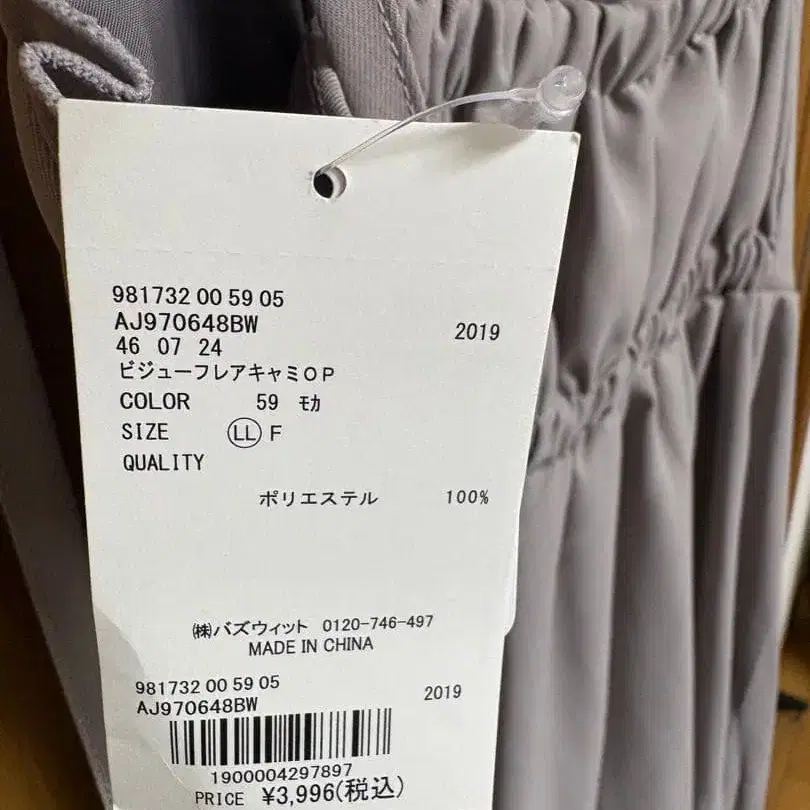 981732 00 59 05
AJ970648BW 2019
46 07 24
ビジューフレアキャミOP
COLOR 59 ﾓｶ
SIZE LL F
QUALITY
ポリエステル 100%
㈱バズウィット 0120-746-497
MADE IN CHINA
981732 00 59 05
AJ970648BW 2019
1900004297897
PRICE ¥3,996(税込)